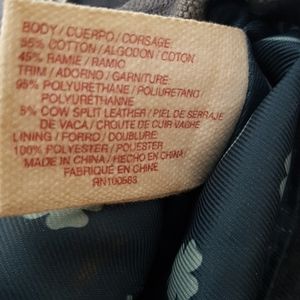 BODY / CUERPO / CORSAGE:
55% COTTON / ALGODON / COTON
45% RAMIE / RAMIO
TRIM / ADORNO / GARNITURE:
95% POLYURETHANE / POLIURETANO
POLYURÉTHANNE
5% COW SPLIT LEATHER / PIEL DE SERRAJE
DE VACA / CROUTE DE CUIR VACHE
LINING / FORRO / DOUBLURE:
100% POLYESTER / POLIESTER
MADE IN CHINA / HECHO EN CHINA
FABRIQUÉ EN CHINE
RN100583